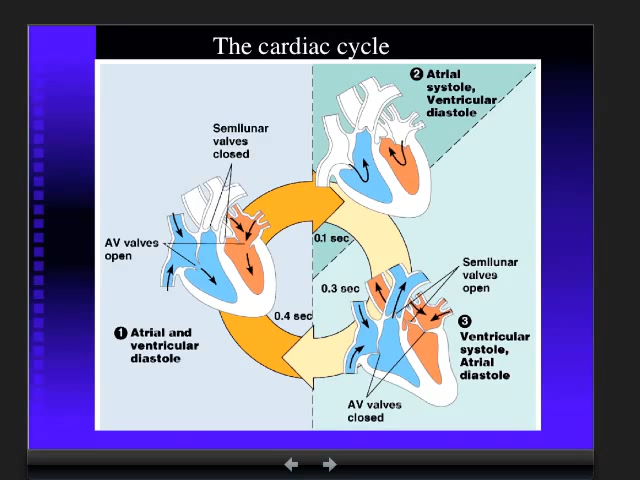 The cardiac cycle
2 Atrial
systole,
Ventricular
diastole
Semilunar
valves
closed
AV valves
open
0.1 sec
Semilunar
valves
open
0.3 sec
0.4 sec
1 Atrial and
ventricular
diastole
3
Ventricular
systole,
Atrial
diastole
AV valves
closed